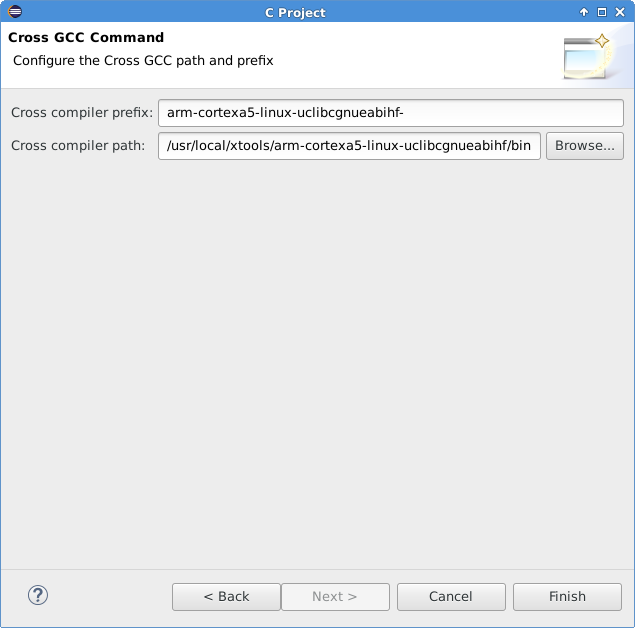 C Project
Cross GCC Command
Configure the Cross GCC path and prefix
Cross compiler prefix: arm-cortexa5-linux-uclibcgnueabihf-
Cross compiler path: /usr/local/xtools/arm-cortexa5-linux-uclibcgnueabihf/bin Browse...
? < Back Next > Cancel Finish